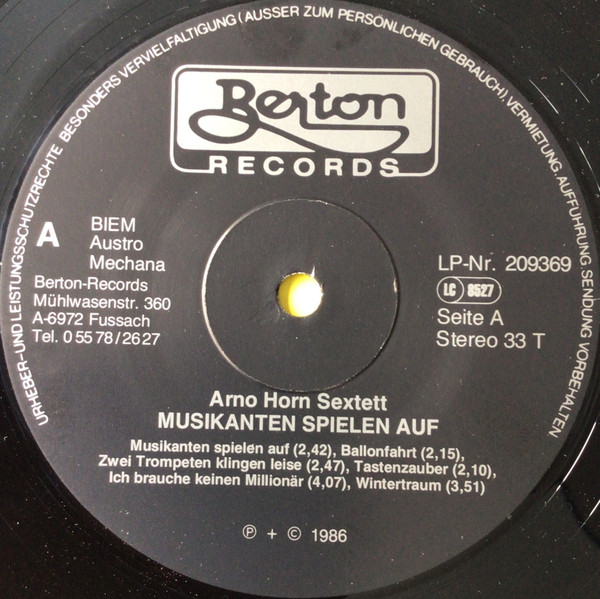 URHEBER-UND LEISTUNGSSCHUTZRECHTE BESONDERS VERVIELFÄLTIGUNG (AUSSER ZUM PERSÖNLICHEN GEBRAUCH), VERMIETUNG, AUFFÜHRUNG, SENDUNG VORBEHALTEN
Berton
RECORDS
A
BIEM
Austro
Mechana
Berton-Records
Mühlwasenstr. 360
A-6972 Fussach
Tel. 0 55 78/26 27
LP-Nr. 209369
LC 8527
Seite A
Stereo 33 T
Arno Horn Sextett
MUSIKANTEN SPIELEN AUF
Musikanten spielen auf (2,42), Ballonfahrt (2,15),
Zwei Trompeten klingen leise (2,47), Tastenzauber (2,10),
Ich brauche keinen Millionär (4,07), Wintertraum (3,51)
℗ + © 1986